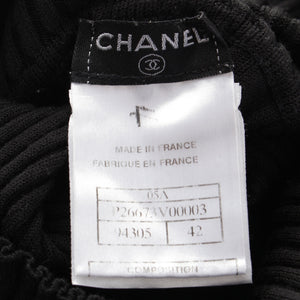 CHANEL
MADE IN FRANCE
FABRIQUE EN FRANCE
05A
P26673V00003
94305 42
COMPOSITION